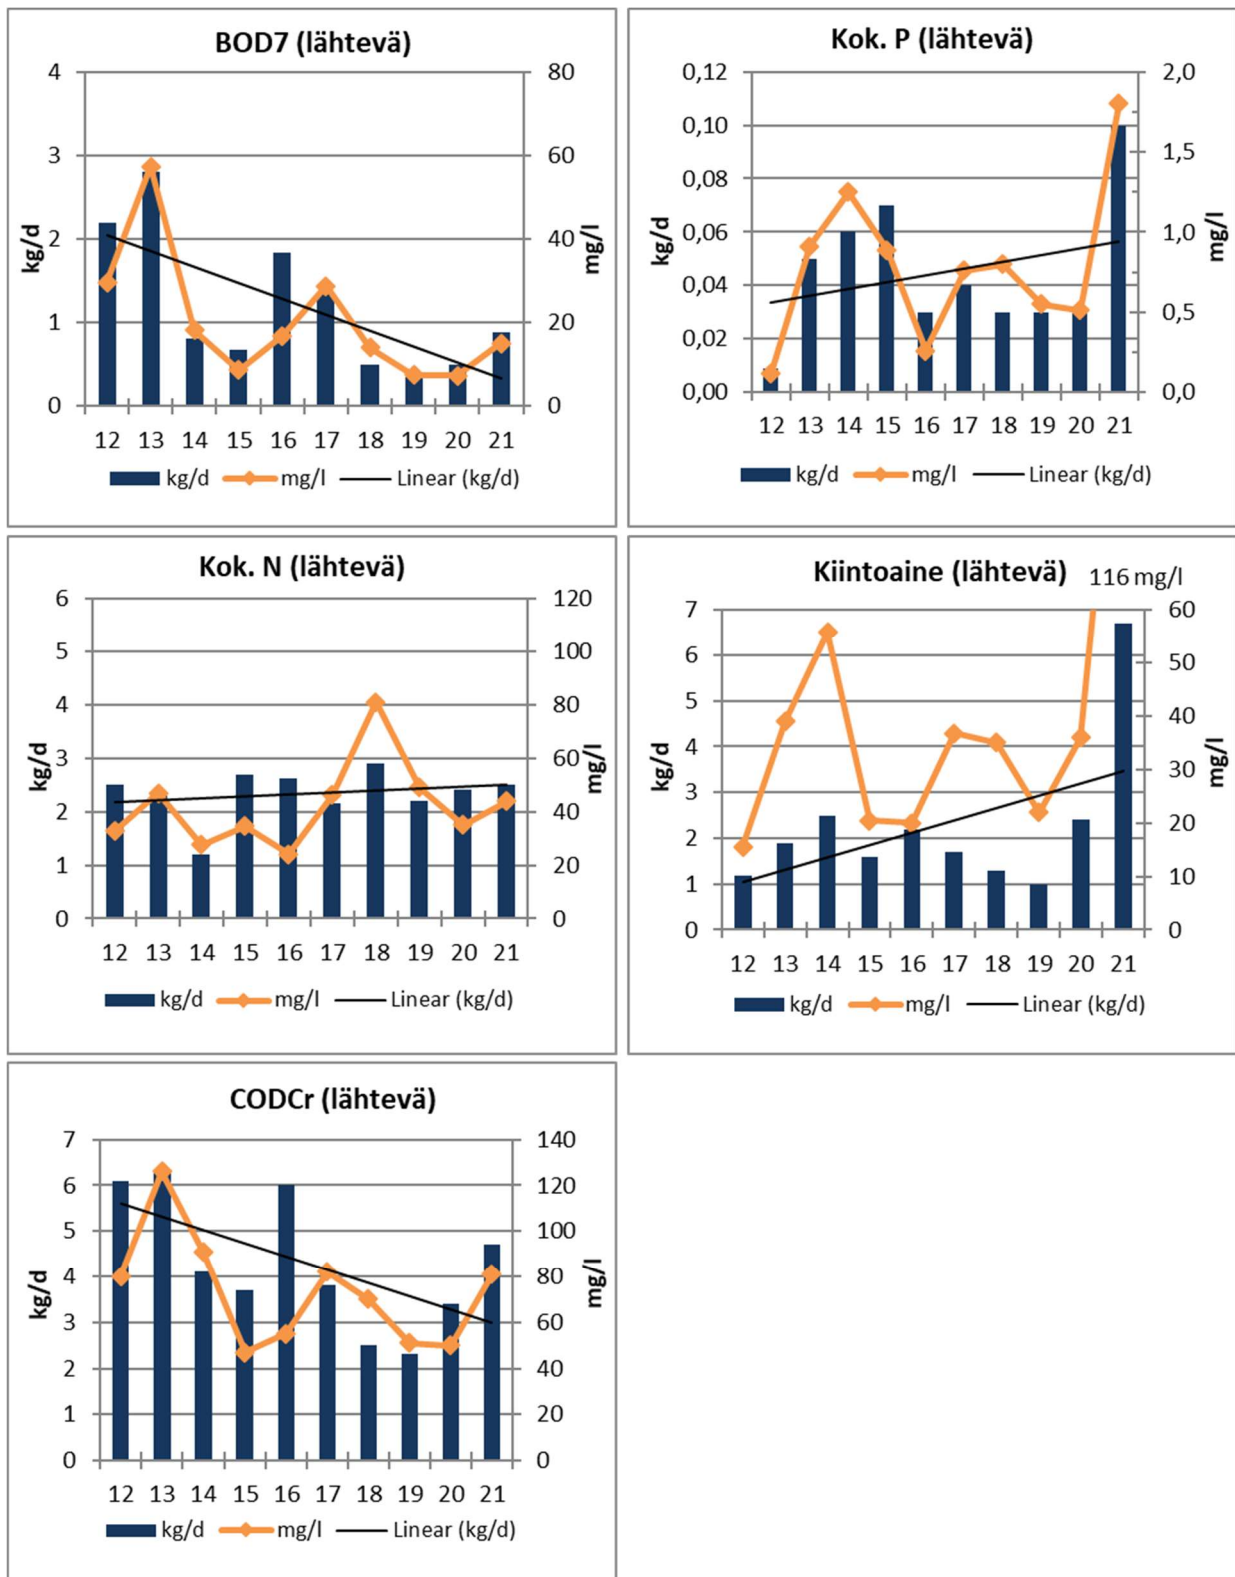 BOD7 (lähtevä)
4
3
2
1
0
kg/d
80
60
40
20
0
mg/l
12 13 14 15 16 17 18 19 20 21
kg/d mg/l Linear (kg/d)
Kok. P (lähtevä)
0,12
0,10
0,08
0,06
0,04
0,02
0,00
kg/d
2,0
1,5
1,0
0,5
0,0
mg/l
12 13 14 15 16 17 18 19 20 21
kg/d mg/l Linear (kg/d)
Kok. N (lähtevä)
6
5
4
3
2
1
0
kg/d
120
100
80
60
40
20
0
mg/l
12 13 14 15 16 17 18 19 20 21
kg/d mg/l Linear (kg/d)
Kiintoaine (lähtevä) 116 mg/l
7
6
5
4
3
2
1
0
kg/d
60
50
40
30
20
10
0
mg/l
12 13 14 15 16 17 18 19 20 21
kg/d mg/l Linear (kg/d)
CODCr (lähtevä)
7
6
5
4
3
2
1
0
kg/d
140
120
100
80
60
40
20
0
mg/l
12 13 14 15 16 17 18 19 20 21
kg/d mg/l Linear (kg/d)